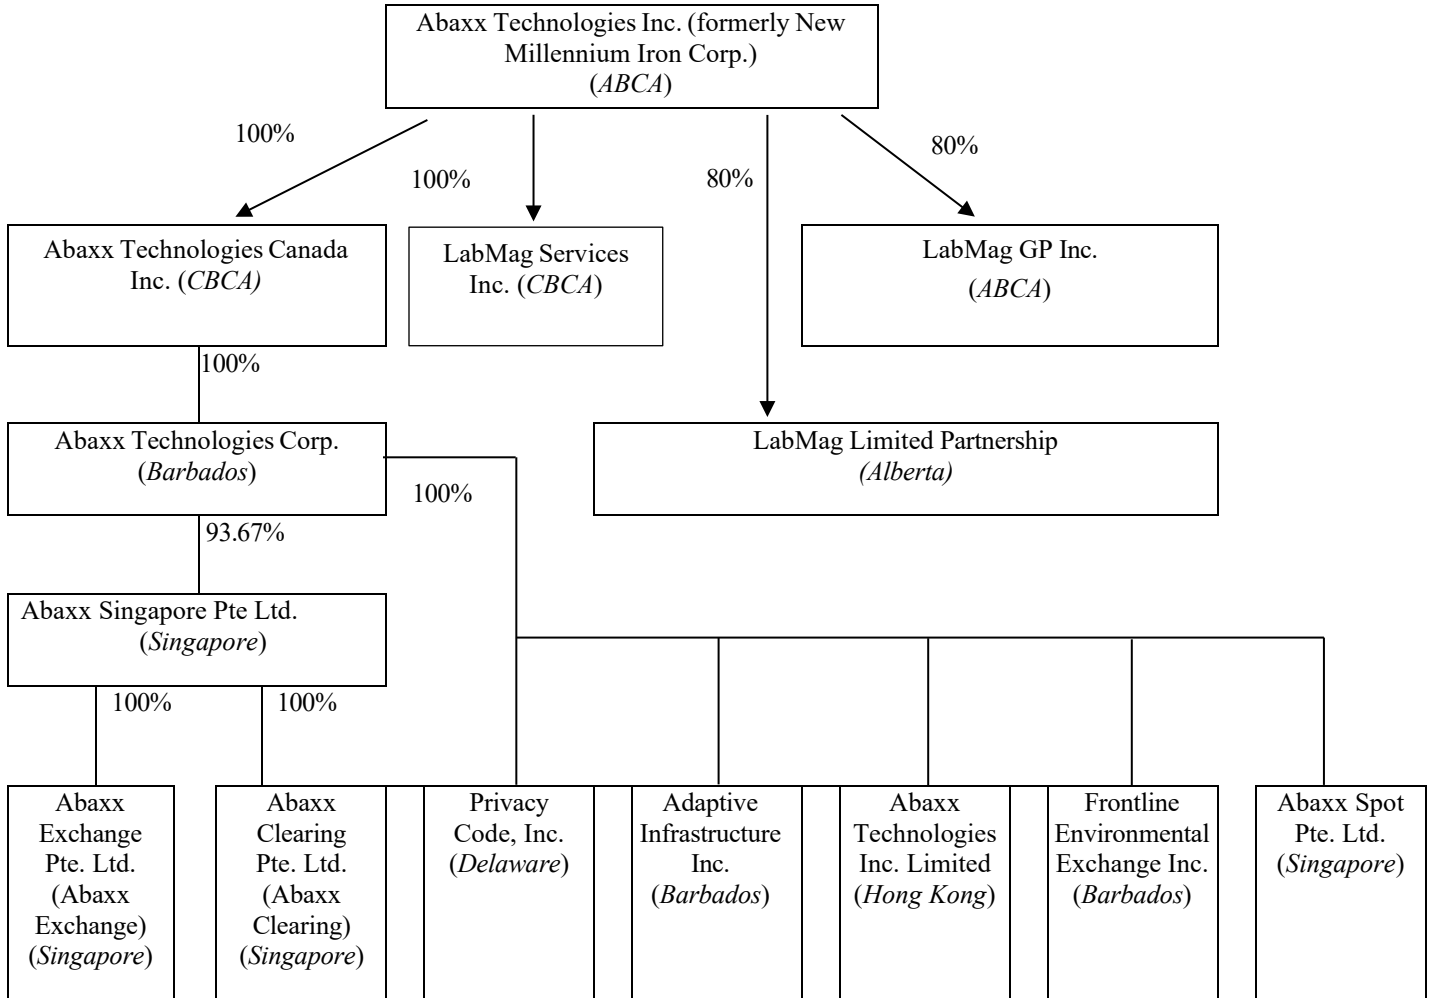 Abaxx Technologies Inc. (formerly New
Millennium Iron Corp.)
(ABCA)
100%
100%
80%
80%
Abaxx Technologies Canada
Inc. (CBCA)
LabMag Services
Inc. (CBCA)
LabMag GP Inc.
(ABCA)
100%
Abaxx Technologies Corp.
(Barbados)
100%
LabMag Limited Partnership
(Alberta)
93.67%
Abaxx Singapore Pte Ltd.
(Singapore)
100%
100%
Abaxx
Exchange
Pte. Ltd.
(Abaxx
Exchange)
(Singapore)
Abaxx
Clearing
Pte. Ltd.
(Abaxx
Clearing)
(Singapore)
Privacy
Code, Inc.
(Delaware)
Adaptive
Infrastructure
Inc.
(Barbados)
Abaxx
Technologies
Inc. Limited
(Hong Kong)
Frontline
Environmental
Exchange Inc.
(Barbados)
Abaxx Spot
Pte. Ltd.
(Singapore)